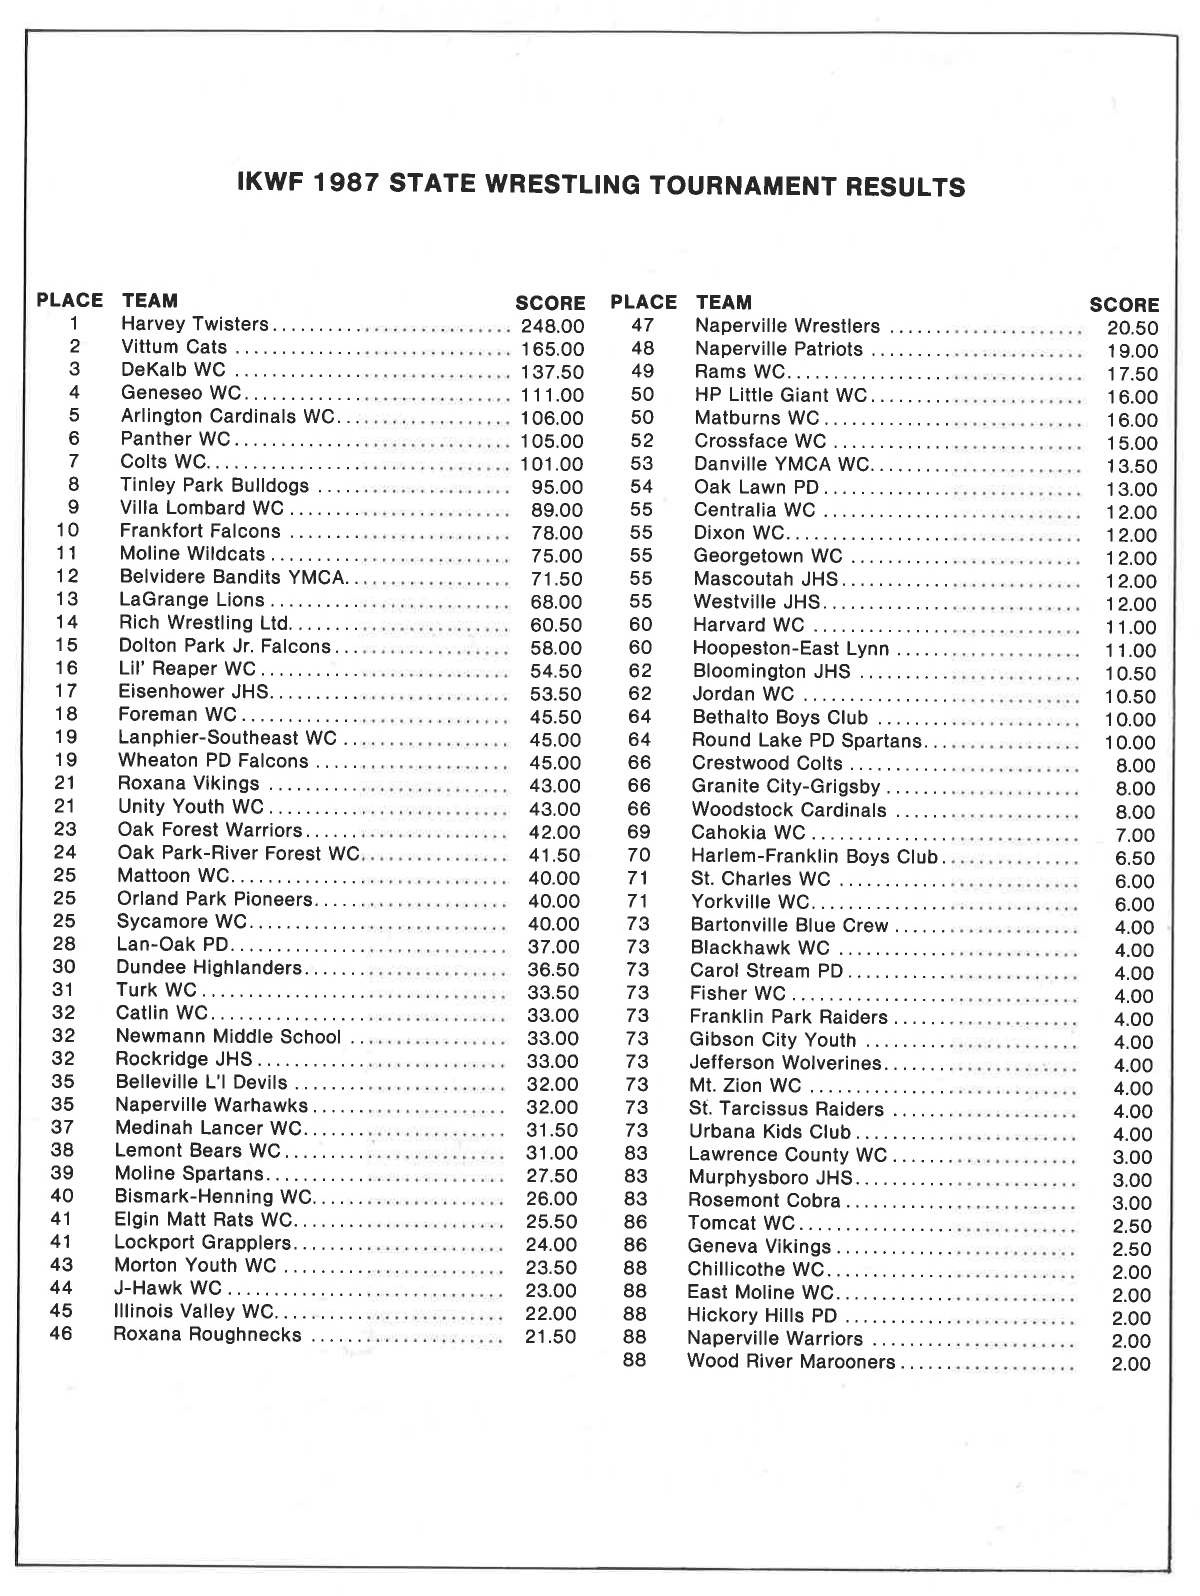 IKWF 1987 STATE WRESTLING TOURNAMENT RESULTS
PLACE TEAM SCORE
1 Harvey Twisters 248.00
2 Vittum Cats 165.00
3 DeKalb WC 137.50
4 Geneseo WC 111.00
5 Arlington Cardinals WC 106.00
6 Panther WC 105.00
7 Colts WC 101.00
8 Tinley Park Bulldogs 95.00
9 Villa Lombard WC 89.00
10 Frankfort Falcons 78.00
11 Moline Wildcats 75.00
12 Belvidere Bandits YMCA 71.50
13 LaGrange Lions 68.00
14 Rich Wrestling Ltd. 60.50
15 Dolton Park Jr. Falcons 58.00
16 Lil' Reaper WC 54.50
17 Eisenhower JHS 53.50
18 Foreman WC 45.50
19 Lanphier-Southeast WC 45.00
19 Wheaton PD Falcons 45.00
21 Roxana Vikings 43.00
21 Unity Youth WC 43.00
23 Oak Forest Warriors 42.00
24 Oak Park-River Forest WC 41.50
25 Mattoon WC 40.00
25 Orland Park Pioneers 40.00
25 Sycamore WC 40.00
28 Lan-Oak PD 37.00
30 Dundee Highlanders 36.50
31 Turk WC 33.50
32 Catlin WC 33.00
32 Newmann Middle School 33.00
32 Rockridge JHS 33.00
35 Belleville L'l Devils 32.00
35 Naperville Warhawks 32.00
37 Medinah Lancer WC 31.50
38 Lemont Bears WC 31.00
39 Moline Spartans 27.50
40 Bismark-Henning WC 26.00
41 Elgin Matt Rats WC 25.50
41 Lockport Grapplers 24.00
43 Morton Youth WC 23.50
44 J-Hawk WC 23.00
45 Illinois Valley WC 22.00
46 Roxana Roughnecks 21.50
PLACE TEAM SCORE
47 Naperville Wrestlers 20.50
48 Naperville Patriots 19.00
49 Rams WC 17.50
50 HP Little Giant WC 16.00
50 Matburns WC 16.00
52 Crossface WC 15.00
53 Danville YMCA WC 13.50
54 Oak Lawn PD 13.00
55 Centralia WC 12.00
55 Dixon WC 12.00
55 Georgetown WC 12.00
55 Mascoutah JHS 12.00
55 Westville JHS 12.00
60 Harvard WC 11.00
60 Hoopeston-East Lynn 11.00
62 Bloomington JHS 10.50
62 Jordan WC 10.50
64 Bethalto Boys Club 10.00
64 Round Lake PD Spartans 10.00
66 Crestwood Colts 8.00
66 Granite City-Grigsby 8.00
66 Woodstock Cardinals 8.00
69 Cahokia WC 7.00
70 Harlem-Franklin Boys Club 6.50
71 St. Charles WC 6.00
71 Yorkville WC 6.00
73 Bartonville Blue Crew 4.00
73 Blackhawk WC 4.00
73 Carol Stream PD 4.00
73 Fisher WC 4.00
73 Franklin Park Raiders 4.00
73 Gibson City Youth 4.00
73 Jefferson Wolverines 4.00
73 Mt. Zion WC 4.00
73 St. Tarcissus Raiders 4.00
73 Urbana Kids Club 4.00
83 Lawrence County WC 3.00
83 Murphysboro JHS 3.00
83 Rosemont Cobra 3.00
86 Tomcat WC 2.50
86 Geneva Vikings 2.50
88 Chillicothe WC 2.00
88 East Moline WC 2.00
88 Hickory Hills PD 2.00
88 Naperville Warriors 2.00
88 Wood River Marooners 2.00